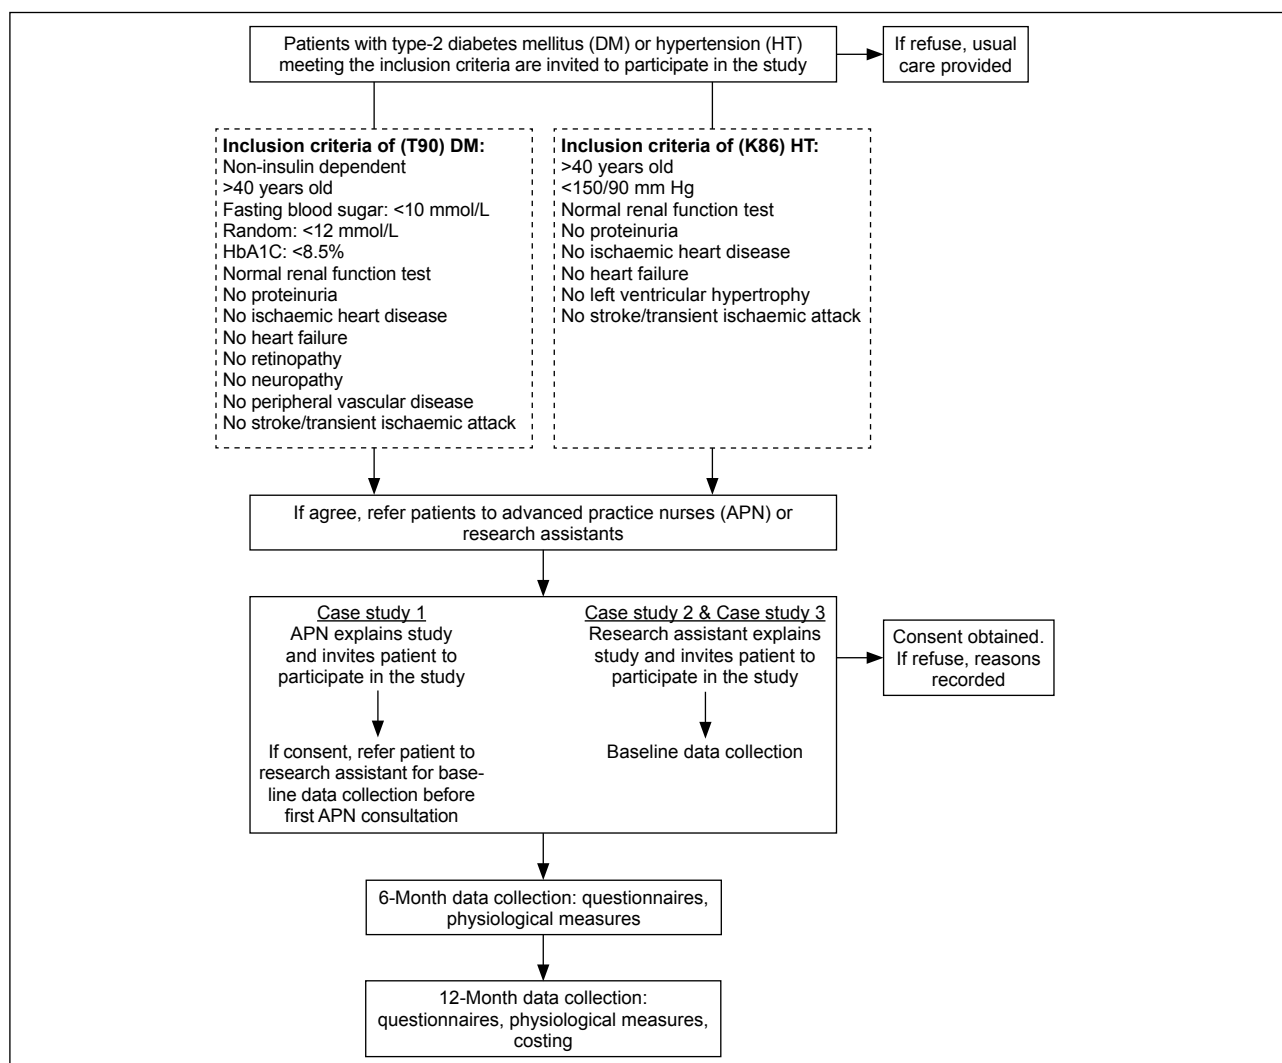 Patients with type-2 diabetes mellitus (DM) or hypertension (HT)
meeting the inclusion criteria are invited to participate in the study
If refuse, usual
care provided
Inclusion criteria of (T90) DM:
Non-insulin dependent
>40 years old
Fasting blood sugar: <10 mmol/L
Random: <12 mmol/L
HbA1C: <8.5%
Normal renal function test
No proteinuria
No ischaemic heart disease
No heart failure
No retinopathy
No neuropathy
No peripheral vascular disease
No stroke/transient ischaemic attack
Inclusion criteria of (K86) HT:
>40 years old
<150/90 mm Hg
Normal renal function test
No proteinuria
No ischaemic heart disease
No heart failure
No left ventricular hypertrophy
No stroke/transient ischaemic attack
If agree, refer patients to advanced practice nurses (APN) or
research assistants
Case study 1
APN explains study
and invites patient to
participate in the study
If consent, refer patient to
research assistant for base-
line data collection before
first APN consultation
Case study 2 & Case study 3
Research assistant explains
study and invites patient to
participate in the study
Baseline data collection
Consent obtained.
If refuse, reasons
recorded
6-Month data collection: questionnaires,
physiological measures
12-Month data collection:
questionnaires, physiological measures,
costing